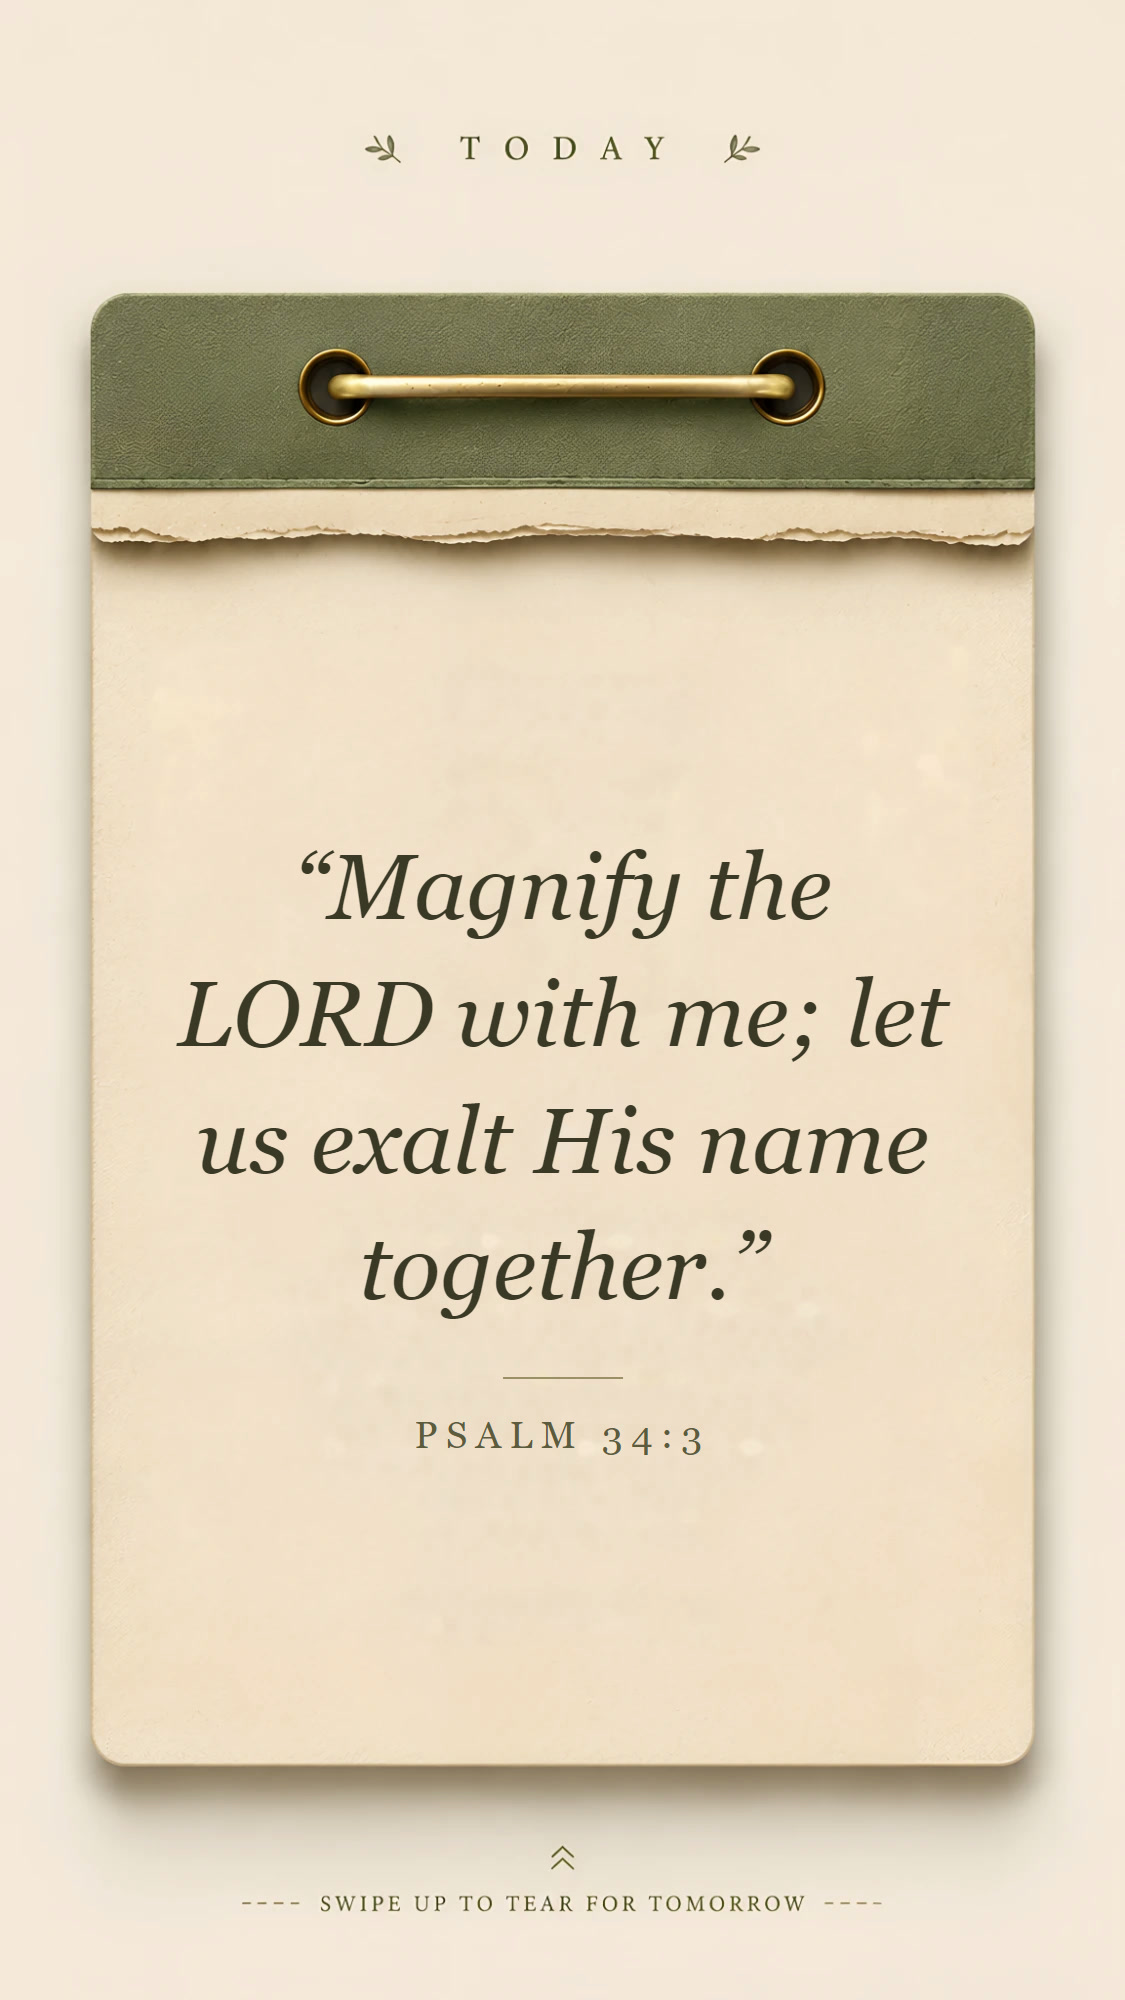 TODAY
“Magnify the
LORD with me; let
us exalt His name
together.”
PSALM 34:3
SWIPE UP TO TEAR FOR TOMORROW